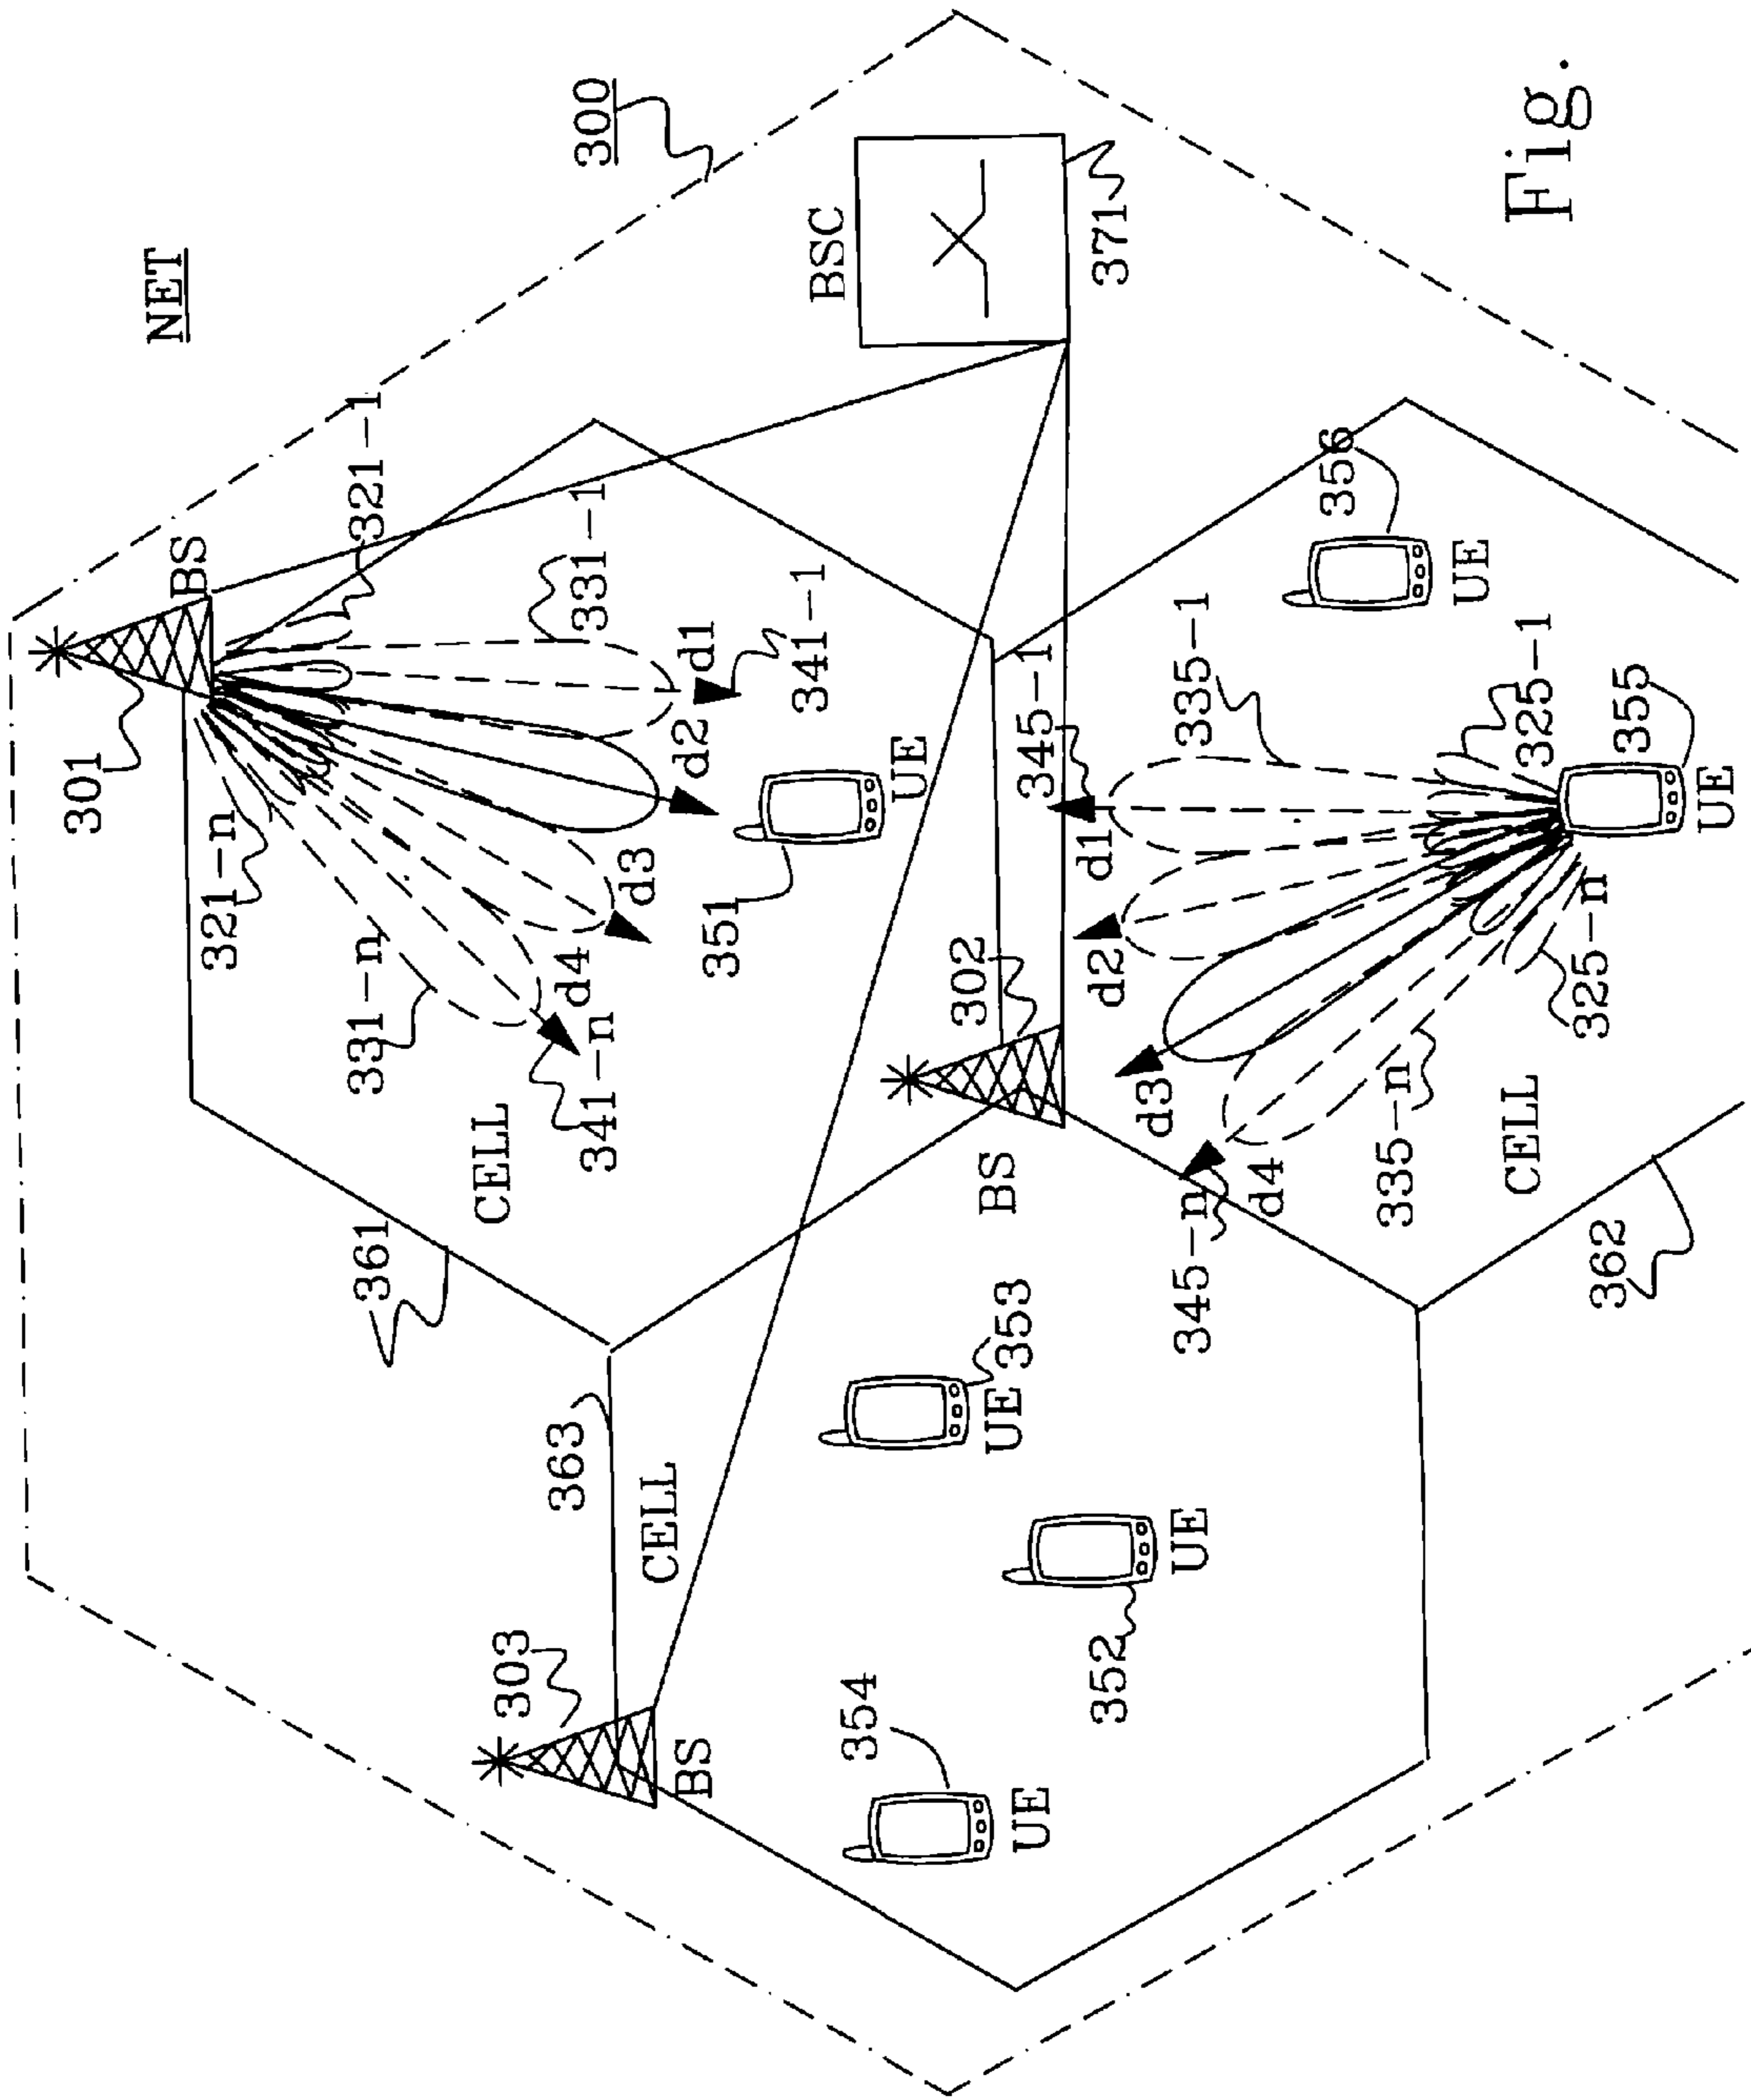 NET
300
BS
301
321-1
331-1
341-1
d1
d2
d3
d4
321-n
331-n
341-n
CELL
361
351
UE
BSC
371
302
BS
345-1
335-1
d1
d2
d3
d4
345-n
335-n
325-1
325-n
355
UE
356
UE
CELL
362
363
CELL
303
BS
353
UE
352
UE
354
UE
Fig.